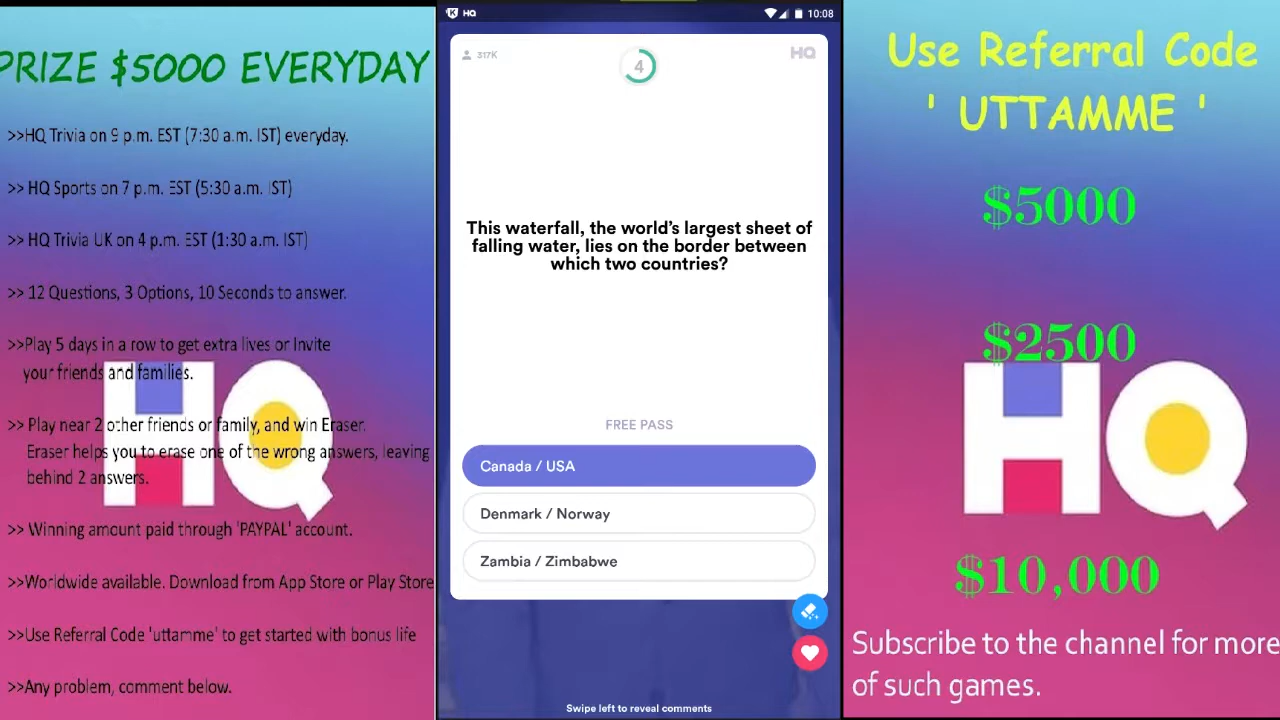 PRIZE $5000 EVERYDAY
>>HQ Trivia on 9 p.m. EST (7:30 a.m. IST) everyday.
>> HQ Sports on 7 p.m. EST (5:30 a.m. IST)
>> HQ Trivia UK on 4 p.m. EST (1:30 a.m. IST)
>> 12 Questions, 3 Options, 10 Seconds to answer.
>>Play 5 days in a row to get extra lives or Invite
your friends and families.
>> Play near 2 other friends or family, and win Eraser.
Eraser helps you to erase one of the wrong answers, leaving
behind 2 answers.
>> Winning amount paid through 'PAYPAL' account.
>>Worldwide available. Download from App Store or Play Store
>>Use Referral Code 'uttamme' to get started with bonus life
>>Any problem, comment below.
HQ
K HQ 10:08
317K 4 HQ
This waterfall, the world's largest sheet of
falling water, lies on the border between
which two countries?
FREE PASS
Canada / USA
Denmark / Norway
Zambia / Zimbabwe
Swipe left to reveal comments
Use Referral Code
' UTTAMME '
$5000
$2500
HQ
$10,000
Subscribe to the channel for more
of such games.